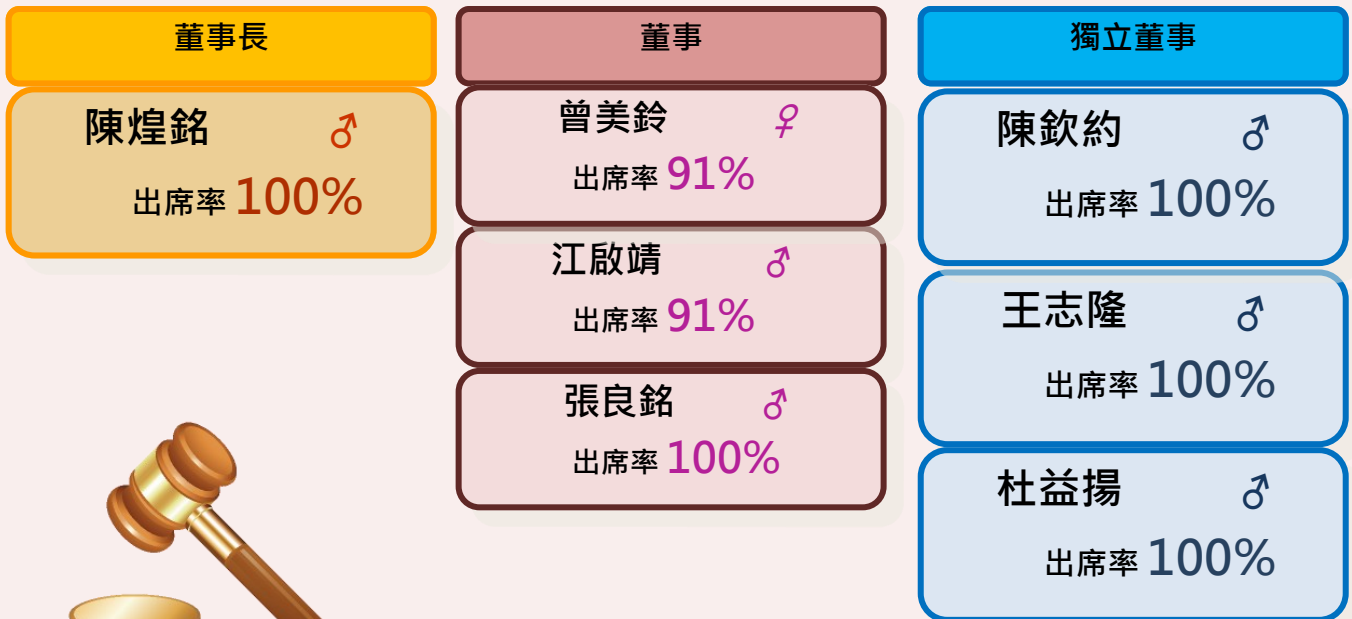 董事長
陳煌銘 ♂
出席率 100%
董事
曾美鈴 ♀
出席率 91%
江啟靖 ♂
出席率 91%
張良銘 ♂
出席率 100%
獨立董事
陳欽約 ♂
出席率 100%
王志隆 ♂
出席率 100%
杜益揚 ♂
出席率 100%